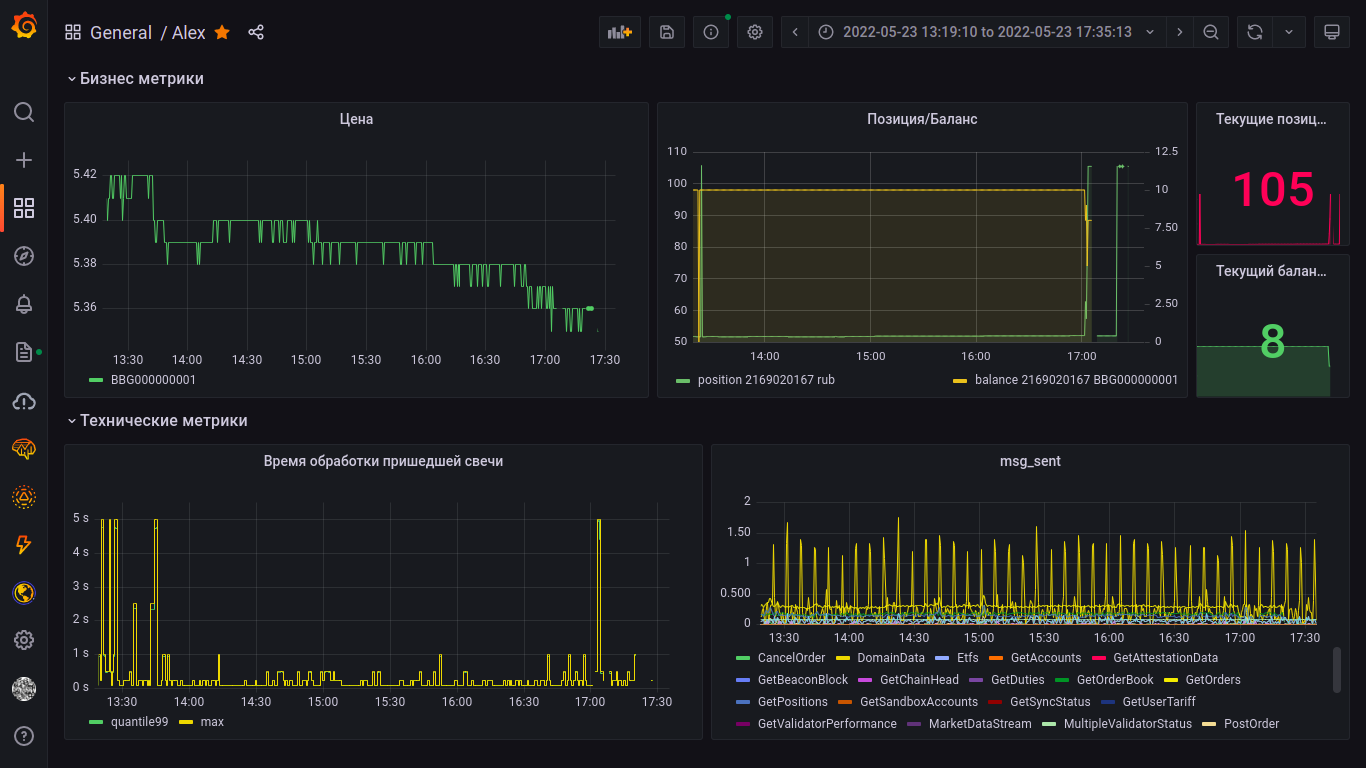 General / Alex
2022-05-23 13:19:10 to 2022-05-23 17:35:13
Бизнес метрики
Цена
5.42
5.40
5.38
5.36
13:30 14:00 14:30 15:00 15:30 16:00 16:30 17:00 17:30
BBG000000001
Позиция/Баланс
110
100
90
80
70
60
50
12.5
10
7.50
5
2.50
0
14:00 15:00 16:00 17:00
position 2169020167 rub balance 2169020167 BBG000000001
Текущие позиц...
105
Текущий балан...
8
Технические метрики
Время обработки пришедшей свечи
5 s
4 s
3 s
2 s
1 s
0 s
13:30 14:00 14:30 15:00 15:30 16:00 16:30 17:00 17:30
quantile99 max
msg_sent
2
1.50
1
0.500
0
13:30 14:00 14:30 15:00 15:30 16:00 16:30 17:00 17:30
CancelOrder DomainData Etfs GetAccounts GetAttestationData
GetBeaconBlock GetChainHead GetDuties GetOrderBook GetOrders
GetPositions GetSandboxAccounts GetSyncStatus GetUserTariff
GetValidatorPerformance MarketDataStream MultipleValidatorStatus PostOrder